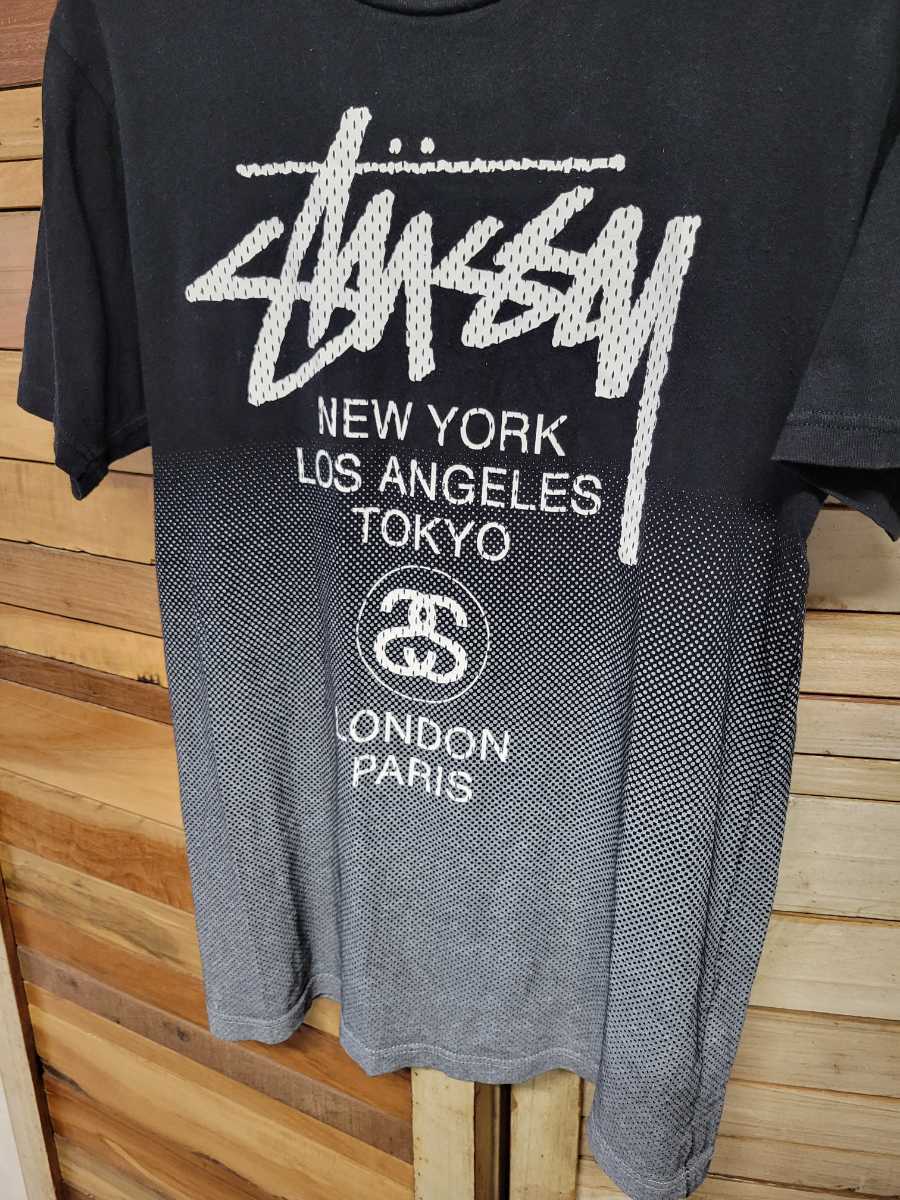 Stüssy
NEW YORK
LOS ANGELES
TOKYO
LONDON
PARIS